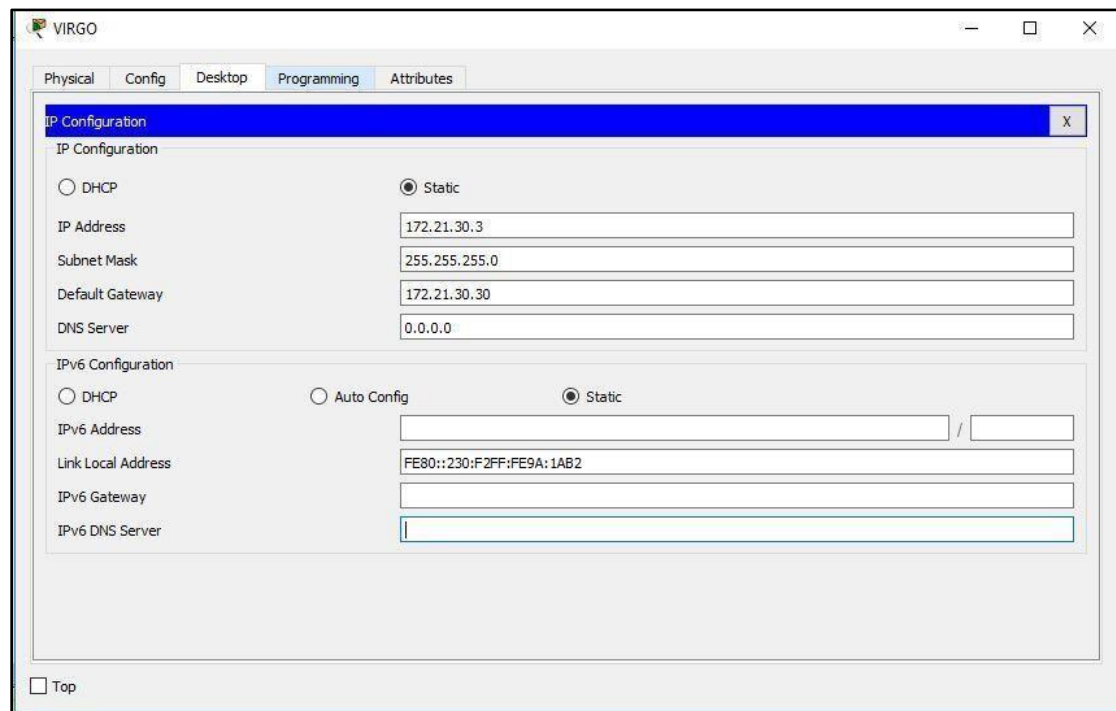 VIRGO
Physical Config Desktop Programming Attributes
IP Configuration X
IP Configuration
DHCP Static
IP Address 172.21.30.3
Subnet Mask 255.255.255.0
Default Gateway 172.21.30.30
DNS Server 0.0.0.0
IPv6 Configuration
DHCP Auto Config Static
IPv6 Address /
Link Local Address FE80::230:F2FF:FE9A:1AB2
IPv6 Gateway
IPv6 DNS Server
Top